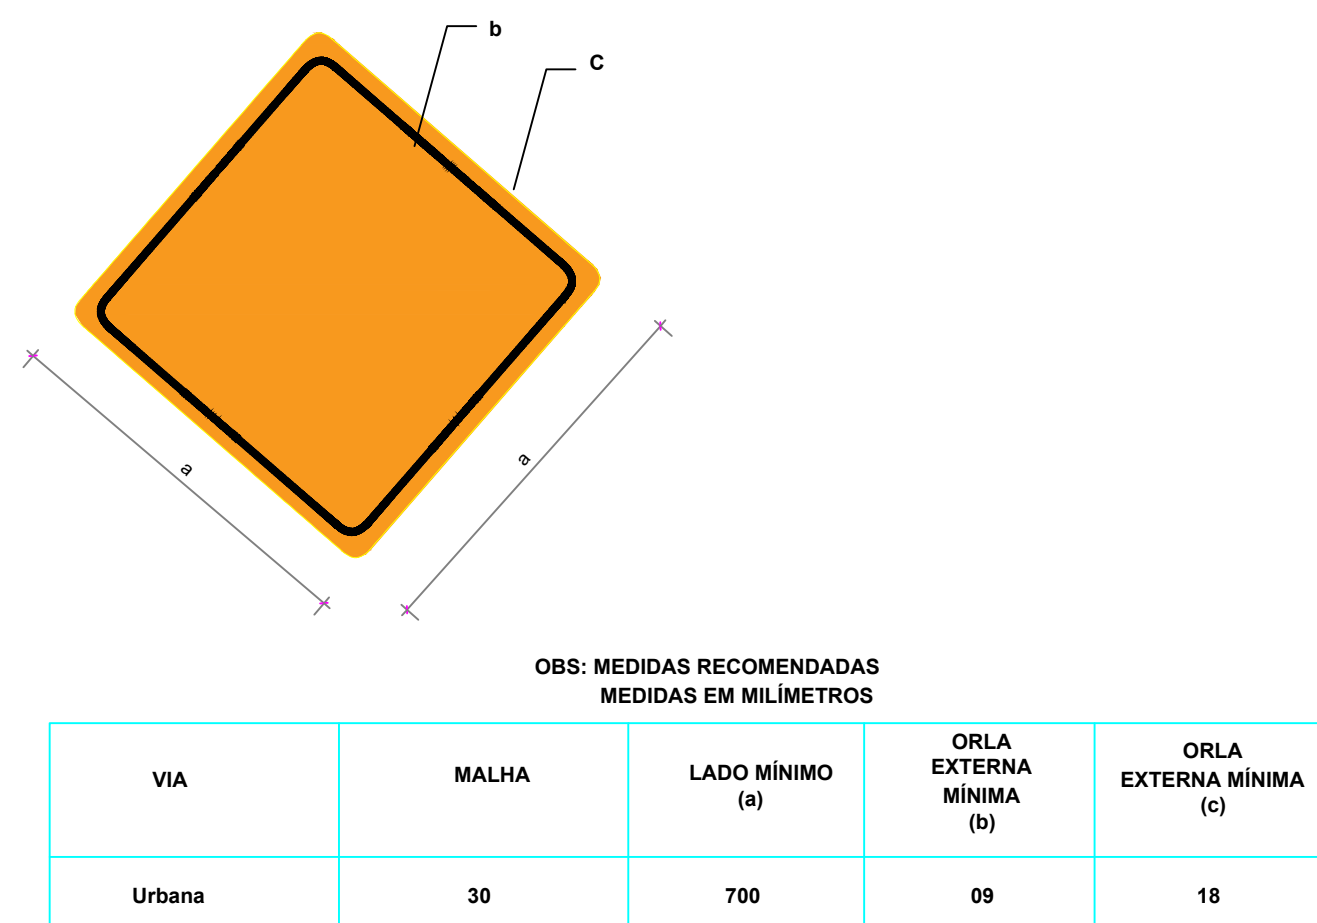 b
C
a
a
OBS: MEDIDAS RECOMENDADAS
MEDIDAS EM MILÍMETROS
VIA
MALHA
LADO MÍNIMO
(a)
ORLA
EXTERNA
MÍNIMA
(b)
ORLA
EXTERNA MÍNIMA
(c)
Urbana
30
700
09
18